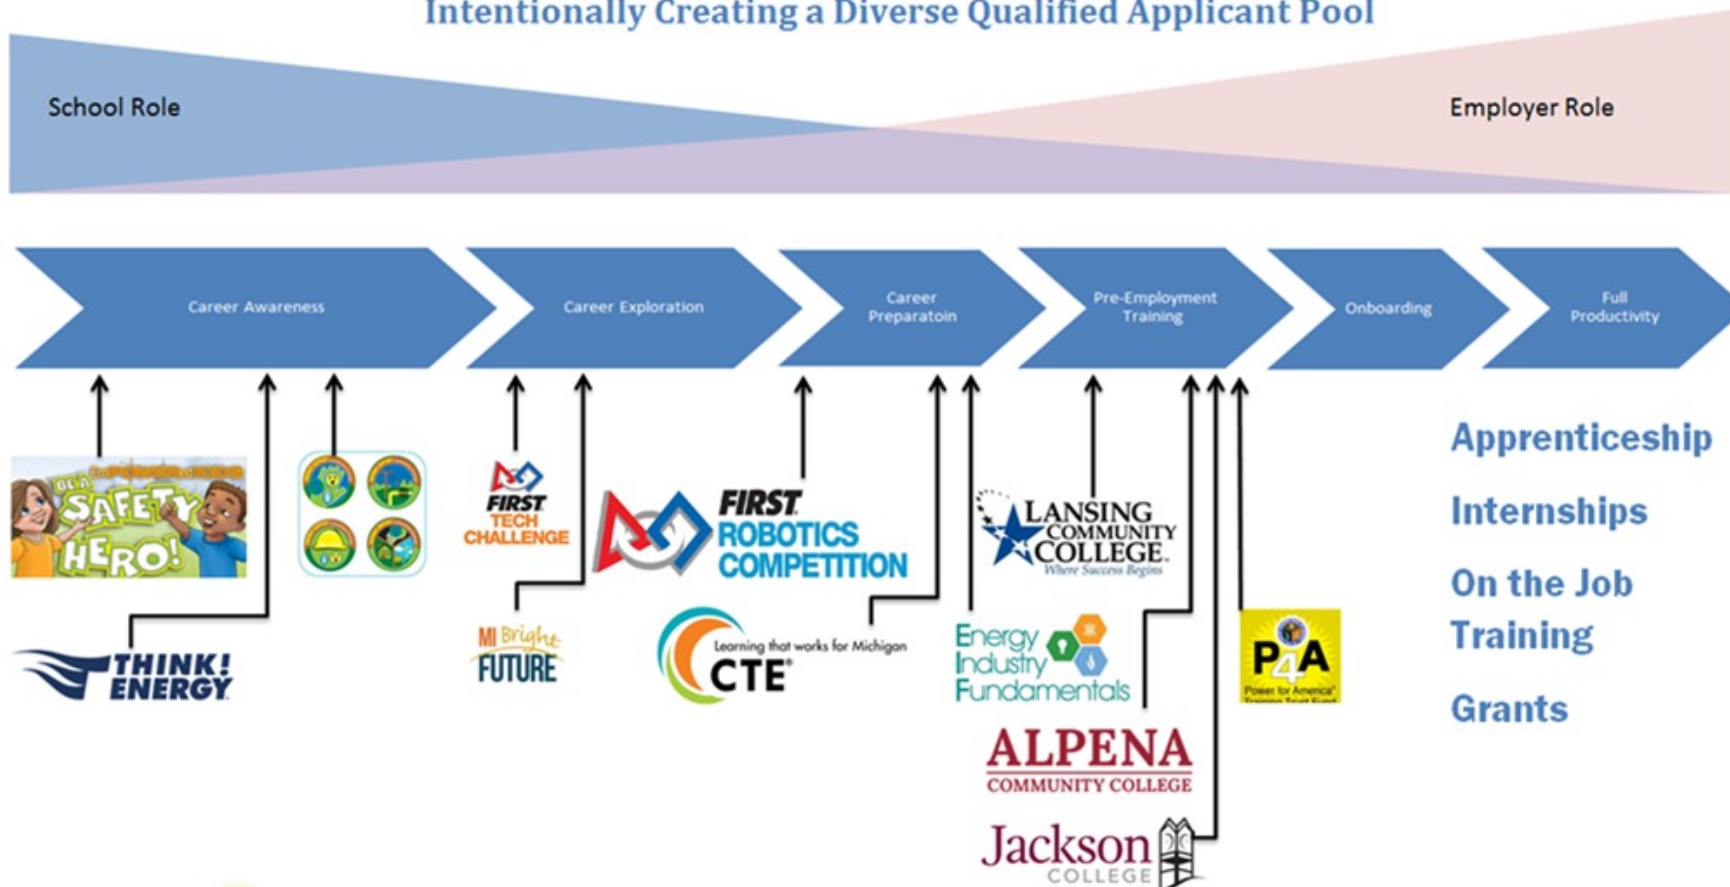 Intentionally Creating a Diverse Qualified Applicant Pool
School Role
Employer Role
Career Awareness
Career Exploration
Career
Preparatoin
Pre-Employment
Training
Onboarding
Full
Productivity
BE A
SAFETY
HERO!
THINK!
ENERGY
FIRST
TECH
CHALLENGE
MI Bright
FUTURE
FIRST
ROBOTICS
COMPETITION
Learning that works for Michigan
CTE®
LANSING
COMMUNITY
COLLEGE
Where Success Begins
Energy
Industry
Fundamentals
ALPENA
COMMUNITY COLLEGE
Jackson
COLLEGE
P4A
Power for America
Training Trust Fund
Apprenticeship
Internships
On the Job
Training
Grants